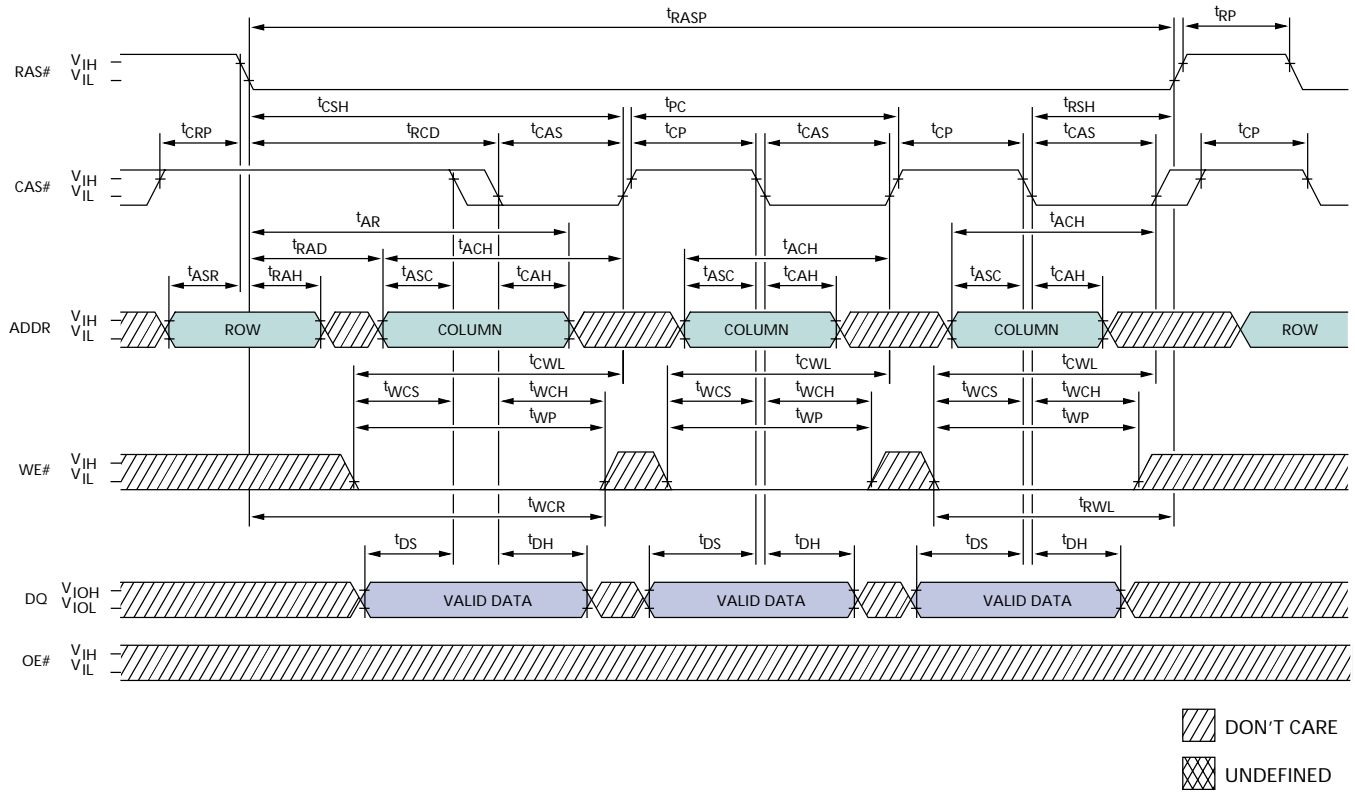 tRASP tRP
RAS# VIH
VIL
tCSH tPC tRSH
tCRP tRCD tCAS tCP tCAS tCP tCAS tCP
CAS# VIH
VIL
tAR
tRAD tACH tACH tACH
tASR tRAH tASC tCAH tASC tCAH tASC tCAH
ADDR VIH
VIL
ROW COLUMN COLUMN COLUMN ROW
tCWL tCWL tCWL
tWCS tWCH tWCS tWCH tWCS tWCH
tWP tWP tWP
WE# VIH
VIL
tWCR tRWL
tDS tDH tDS tDH tDS tDH
DQ VIOH
VIOL
VALID DATA VALID DATA VALID DATA
OE# VIH
VIL
DON'T CARE
UNDEFINED